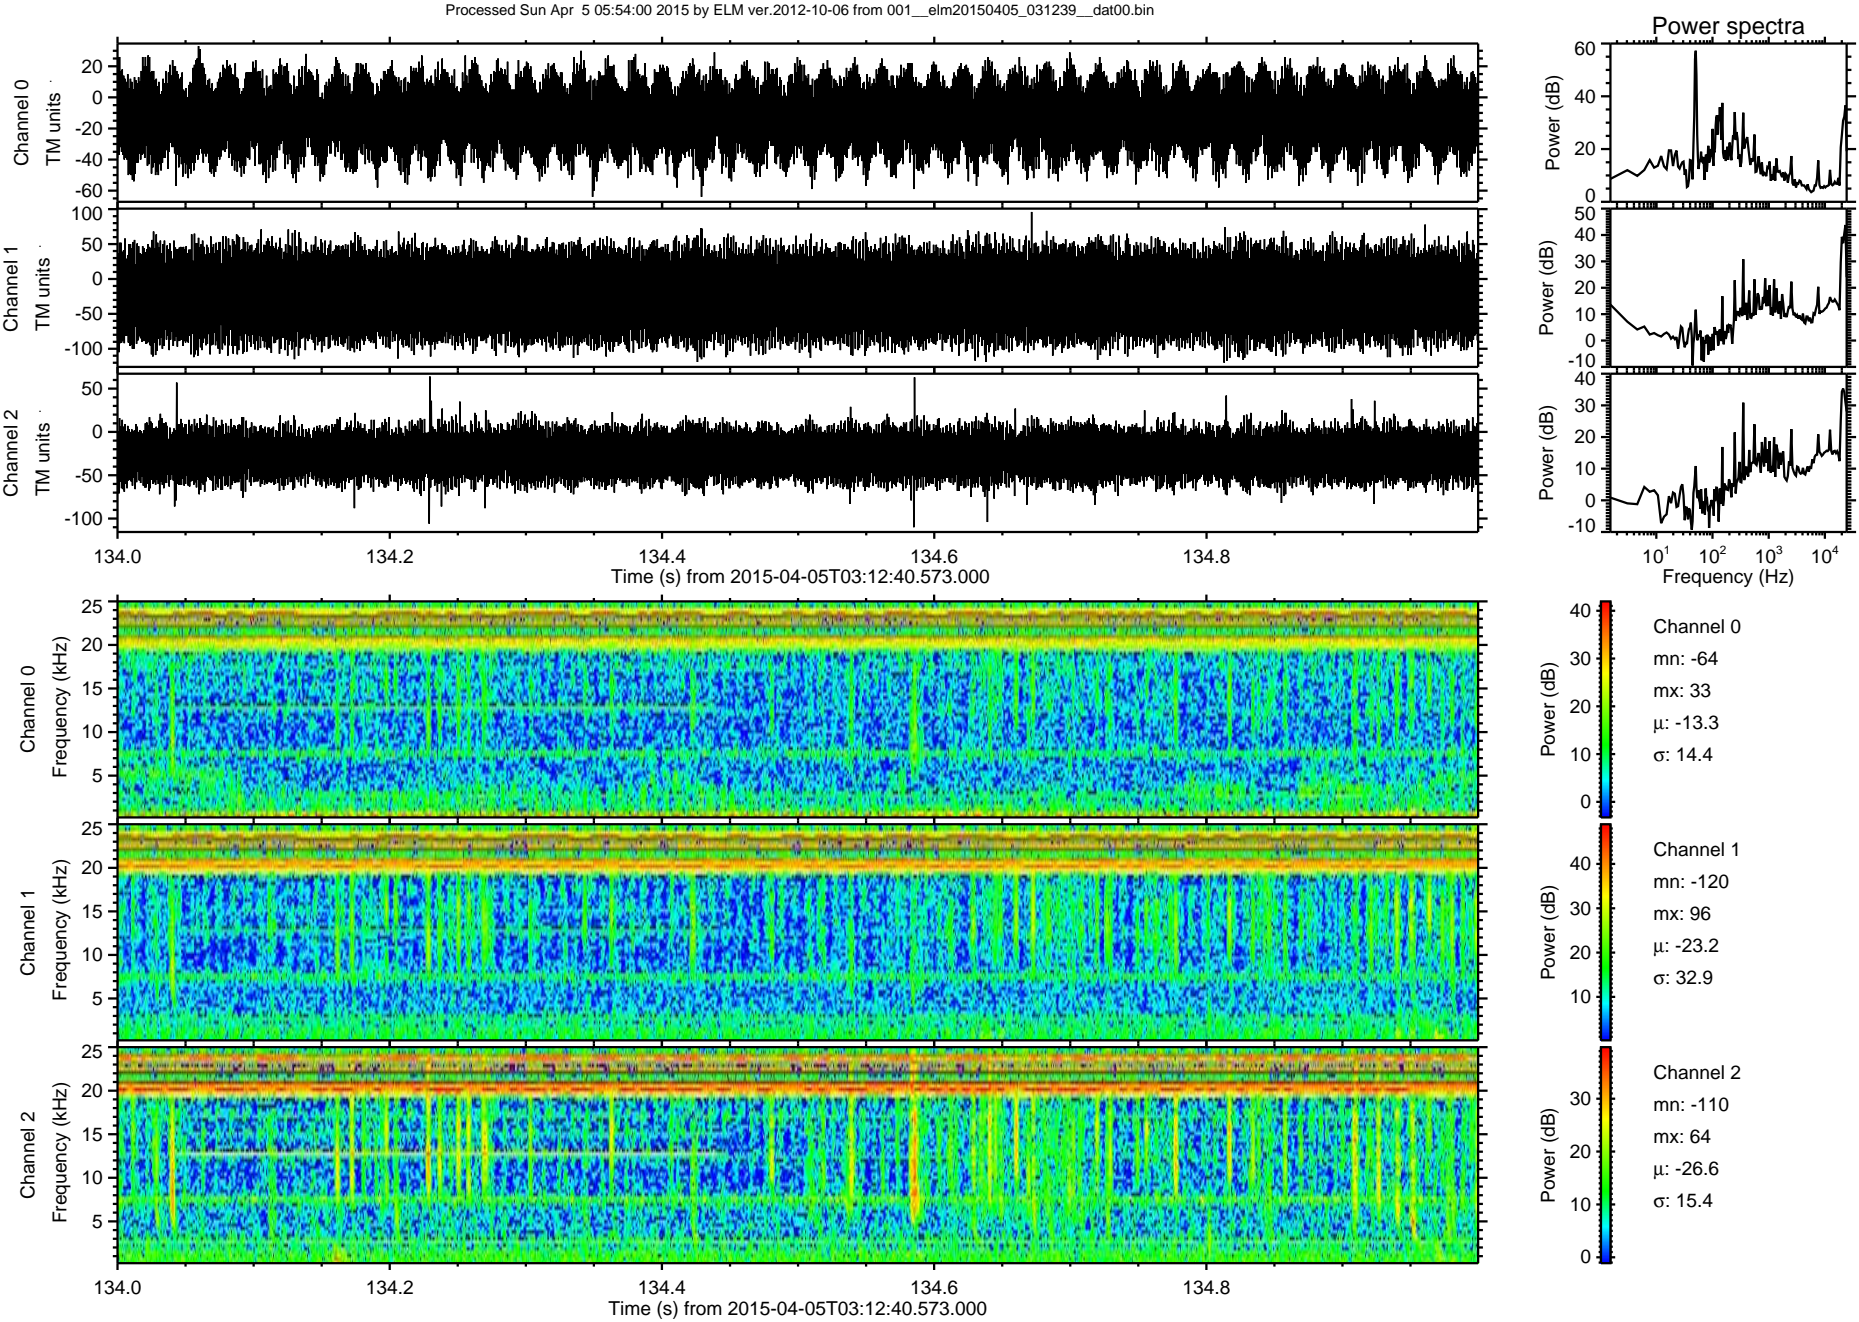 Processed Sun Apr  5 05:54:00 2015 by ELM ver.2012-10-06 from 001__elm20150405_031239__dat00.bin
Power spectra
Channel 0
TM units
20
0
-20
-40
-60
Power (dB)
60
40
20
0
Channel 1
TM units
100
50
0
-50
-100
Power (dB)
50
40
30
20
10
0
-10
Channel 2
TM units
50
0
-50
-100
Power (dB)
40
30
20
10
0
-10
134.0 134.2 134.4 134.6 134.8
Time (s) from 2015-04-05T03:12:40.573.000
10¹ 10² 10³ 10⁴
Frequency (Hz)
Channel 0
Frequency (kHz)
25
20
15
10
5
Power (dB)
40
30
20
10
0
Channel 0
mn: -64
mx: 33
μ: -13.3
σ: 14.4
Channel 1
Frequency (kHz)
25
20
15
10
5
Power (dB)
40
30
20
10
Channel 1
mn: -120
mx: 96
μ: -23.2
σ: 32.9
Channel 2
Frequency (kHz)
25
20
15
10
5
Power (dB)
30
20
10
0
Channel 2
mn: -110
mx: 64
μ: -26.6
σ: 15.4
134.0 134.2 134.4 134.6 134.8
Time (s) from 2015-04-05T03:12:40.573.000